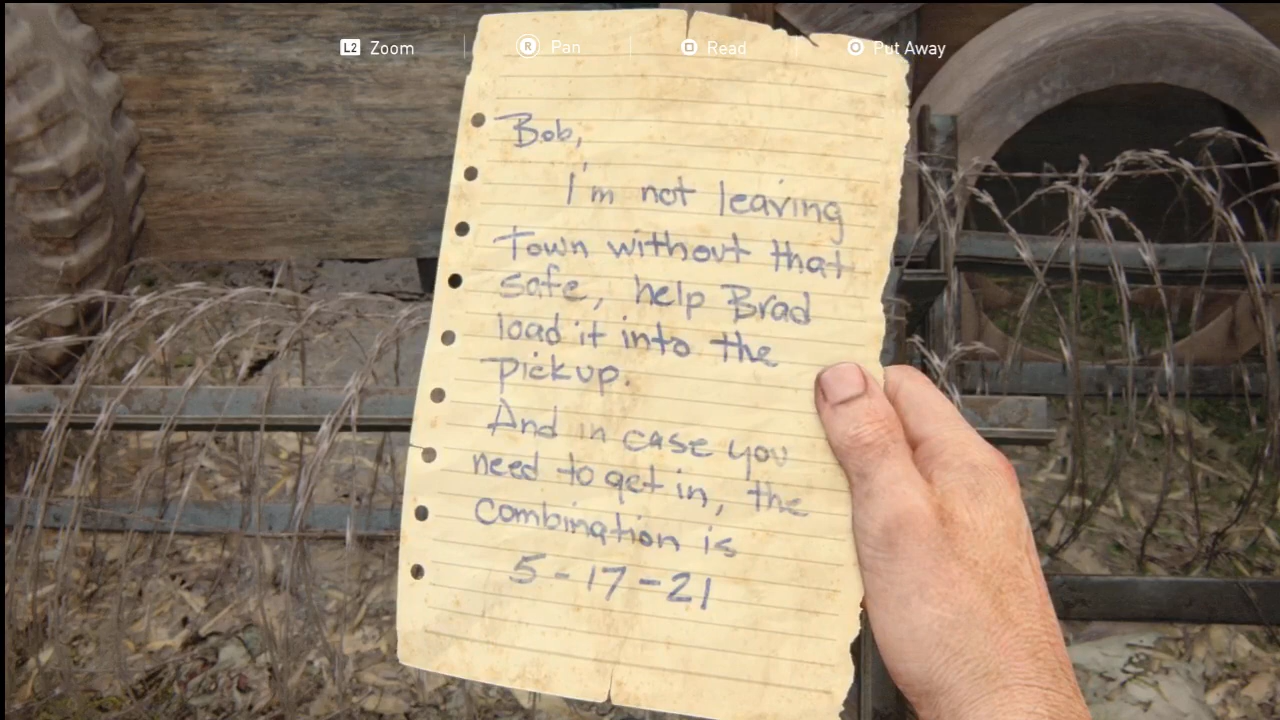 L2 Zoom R Pan Read Put Away
Bob,
I'm not leaving
Town without that
safe, help Brad
load it into the
pickup.
And in case you
need to get in, the
combination is
5-17-21